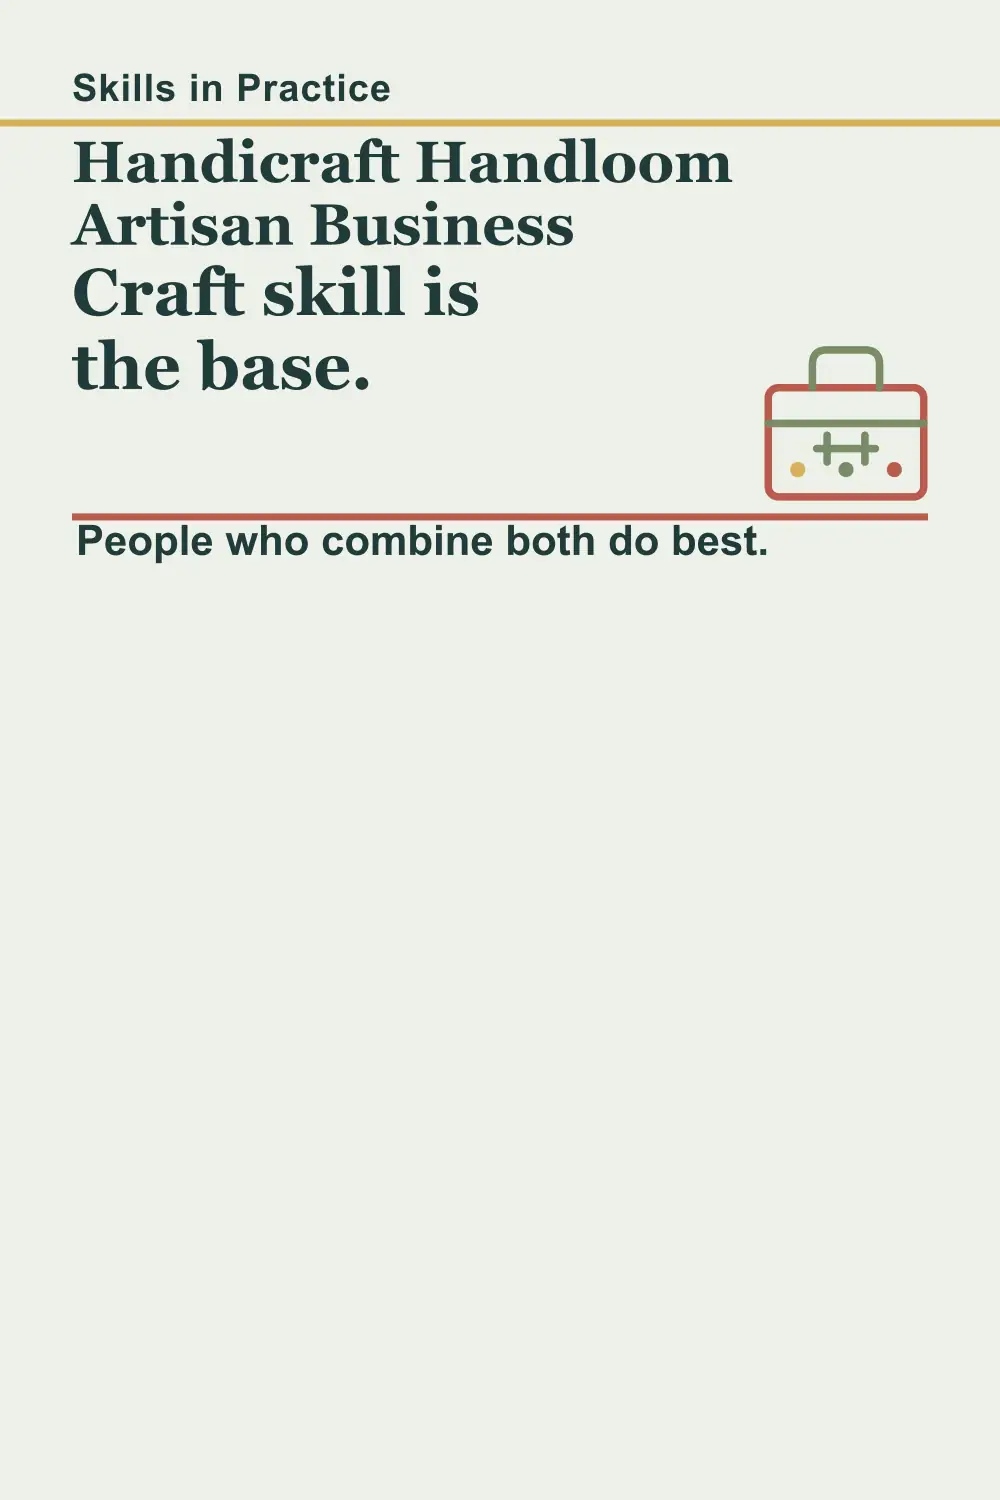 Skills in Practice
Handicraft Handloom
Artisan Business
Craft skill is
the base.
People who combine both do best.